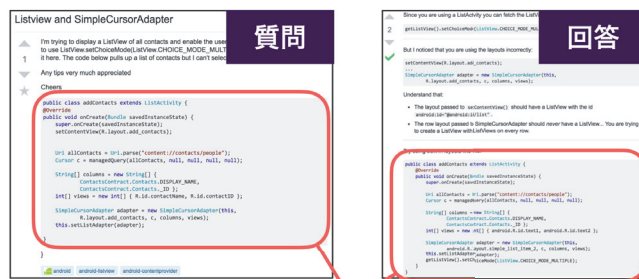 Listview and SimpleCursorAdapter
質問
I'm trying to display a ListView of all contacts and enable the user
to use ListView.setChoiceMode(ListView.CHOICE_MODE_MULT
it here. The code below pulls up a list of contacts but I can't selec
1
Any tips very much appreciated
Cheers
public class addContacts extends ListActivity {
@Override
public void onCreate(Bundle savedInstanceState) {
super.onCreate(savedInstanceState);
setContentView(R.layout.add_contacts);
Uri allContacts = Uri.parse("content://contacts/people");
Cursor c = managedQuery(allContacts, null, null, null, null);
String[] columns = new String[] {
ContactsContract.Contacts.DISPLAY_NAME,
ContactsContract.Contacts._ID };
int[] views = new int[] { R.id.contactName, R.id.contactID };
SimpleCursorAdapter adapter = new SimpleCursorAdapter(this,
R.layout.add_contacts, c, columns, views);
this.setListAdapter(adapter);
}
}
android android-listview android-contentprovider
回答
Since you are using a ListActivity you can fetch the ListV
2
getListView().setChoiceMode(ListView.CHOICE_MODE_MULTIPLE)
But I noticed that you are using the layouts incorrectly:
setContentView(R.layout.add_contacts);
...
SimpleCursorAdapter adapter = new SimpleCursorAdapter(this,
R.layout.add_contacts, c, columns, views);
Understand that:
• The layout passed to setContentView() should have a ListView with the id
android:id="@android:id/list".
• The row layout passed to SimpleCursorAdapter should never have a ListView... You are trying
to create a ListView with ListViews on every row.
public class addContacts extends ListActivity {
@Override
public void onCreate(Bundle savedInstanceState) {
super.onCreate(savedInstanceState);
Uri allContacts = Uri.parse("content://contacts/people");
Cursor c = managedQuery(allContacts, null, null, null, null);
String[] columns = new String[] {
ContactsContract.Contacts.DISPLAY_NAME,
ContactsContract.Contacts._ID };
int[] views = new int[] { android.R.id.text1, android.R.id.text2 };
SimpleCursorAdapter adapter = new SimpleCursorAdapter(this,
android.R.layout.simple_list_item_2, c, columns, views);
this.setListAdapter(adapter);
getListView().setChoiceMode(ListView.CHOICE_MODE_MULTIPLE);
}